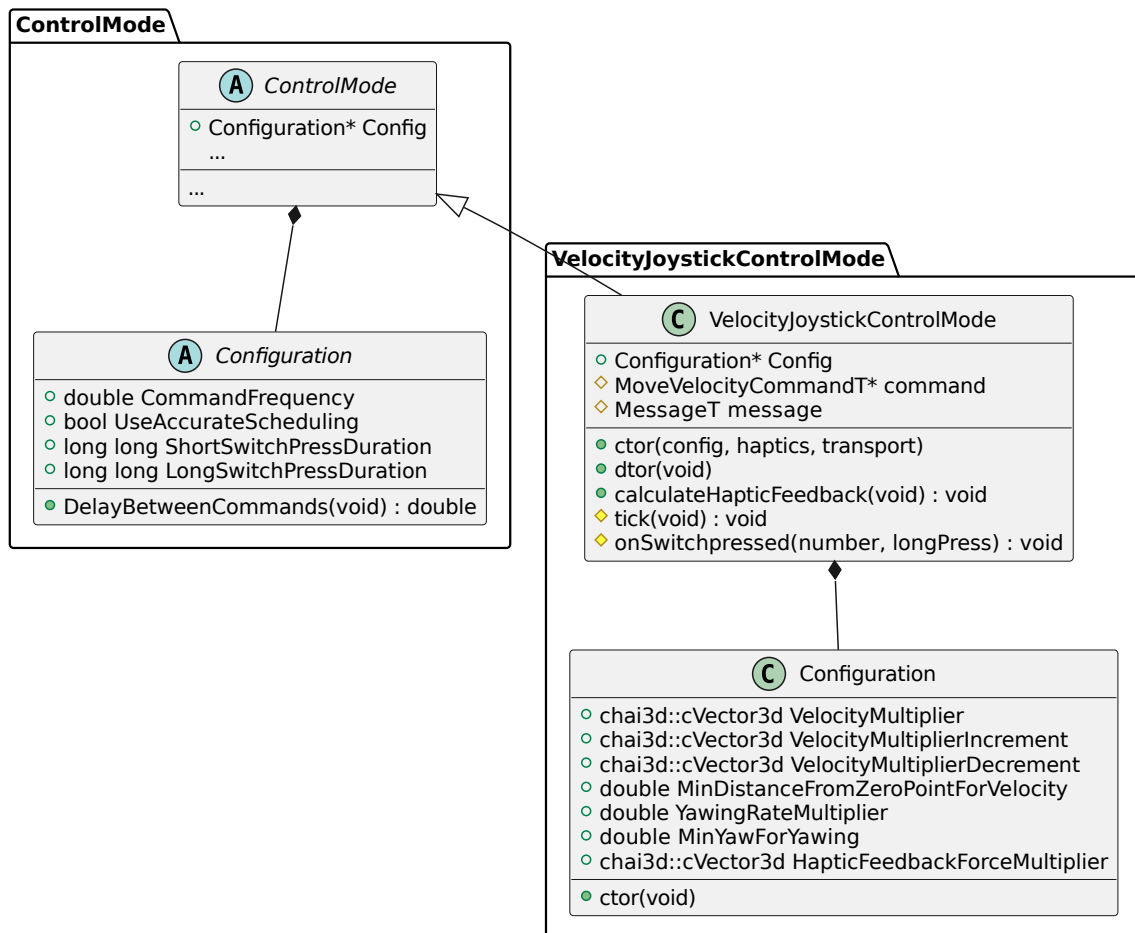 ControlMode
A ControlMode
Configuration* Config
...
...
A Configuration
double CommandFrequency
bool UseAccurateScheduling
long long ShortSwitchPressDuration
long long LongSwitchPressDuration
DelayBetweenCommands(void) : double
VelocityJoystickControlMode
C VelocityJoystickControlMode
Configuration* Config
MoveVelocityCommandT* command
MessageT message
ctor(config, haptics, transport)
dtor(void)
calculateHapticFeedback(void) : void
tick(void) : void
onSwitchpressed(number, longPress) : void
C Configuration
chai3d::cVector3d VelocityMultiplier
chai3d::cVector3d VelocityMultiplierIncrement
chai3d::cVector3d VelocityMultiplierDecrement
double MinDistanceFromZeroPointForVelocity
double YawingRateMultiplier
double MinYawForYawing
chai3d::cVector3d HapticFeedbackForceMultiplier
ctor(void)